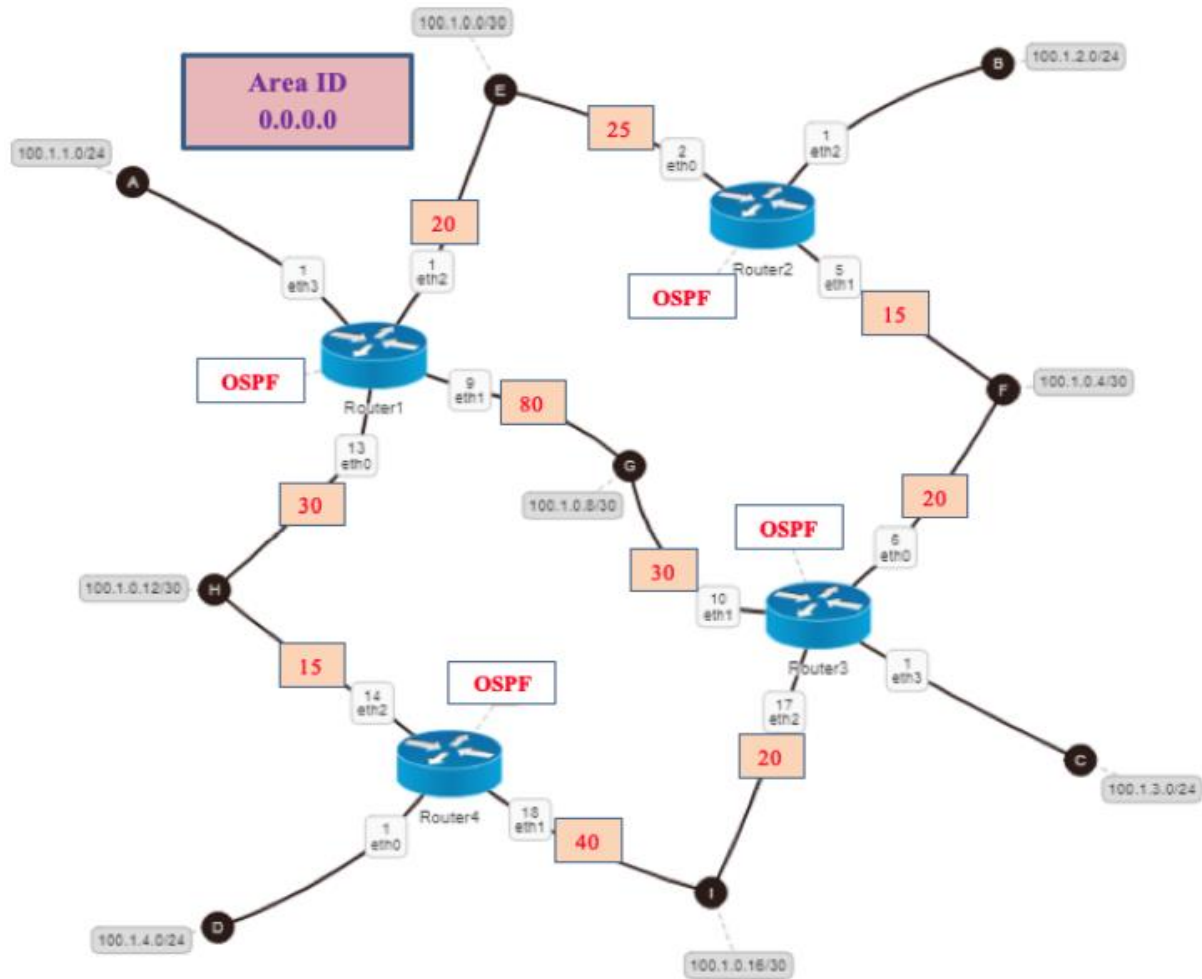 100.1.0.0/30
Area ID
0.0.0.0
E
B
100.1.2.0/24
25
100.1.1.0/24
2
eth0
1
eth2
A
20
Router2
1
eth3
1
eth2
OSPF
5
eth1
15
OSPF
Router1
9
eth1
80
F
100.1.0.4/30
13
eth0
G
100.1.0.8/30
30
20
OSPF
6
eth0
100.1.0.12/30
H
30
10
eth1
Router3
15
OSPF
1
eth3
14
eth2
17
eth2
20
C
100.1.3.0/24
Router4
18
eth1
1
eth0
40
I
D
100.1.4.0/24
100.1.0.16/30